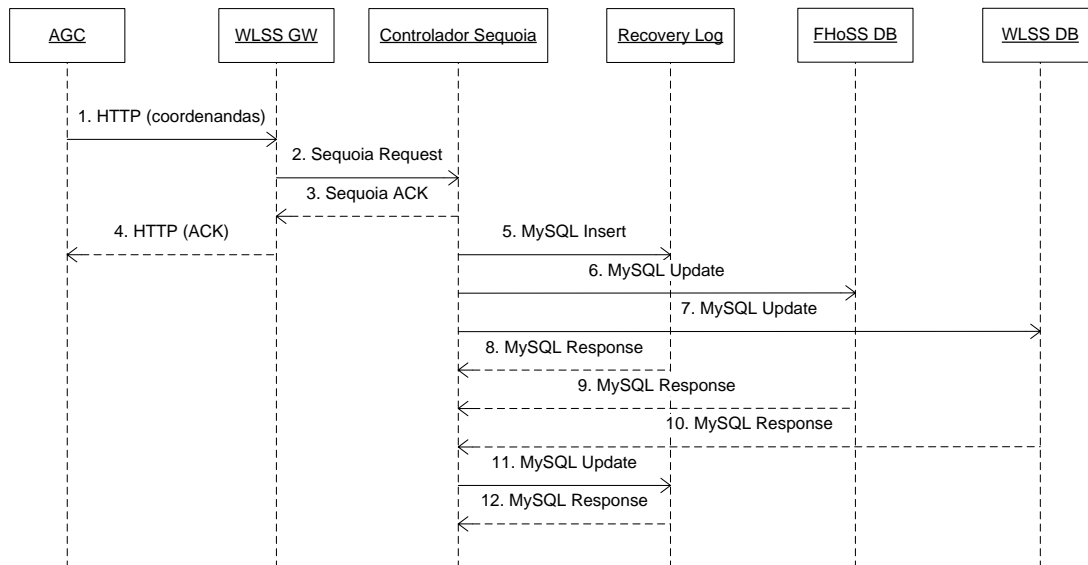 AGC
WLSS GW
Controlador Sequoia
Recovery Log
FHoSS DB
WLSS DB
1. HTTP (coordenandas)
2. Sequoia Request
3. Sequoia ACK
4. HTTP (ACK)
5. MySQL Insert
6. MySQL Update
7. MySQL Update
8. MySQL Response
9. MySQL Response
10. MySQL Response
11. MySQL Update
12. MySQL Response